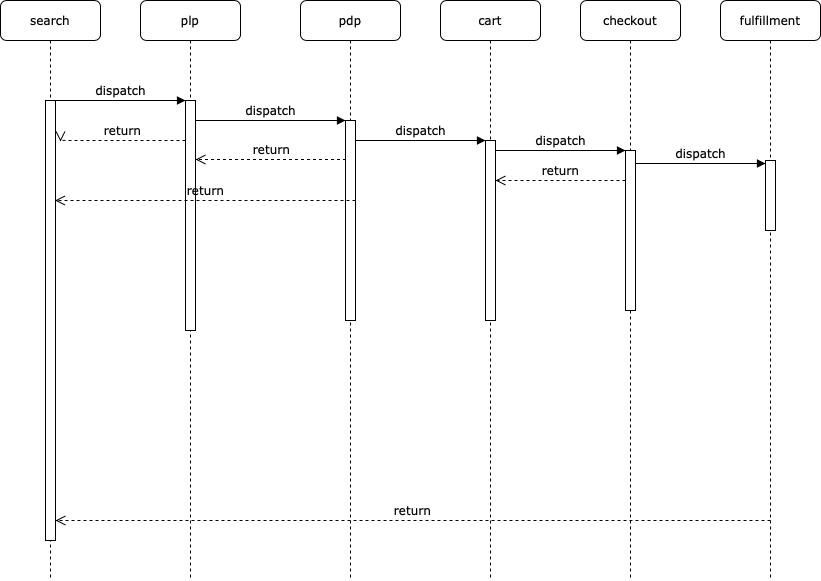 search
plp
pdp
cart
checkout
fulfillment
dispatch
dispatch
dispatch
return
dispatch
return
dispatch
return
return
return